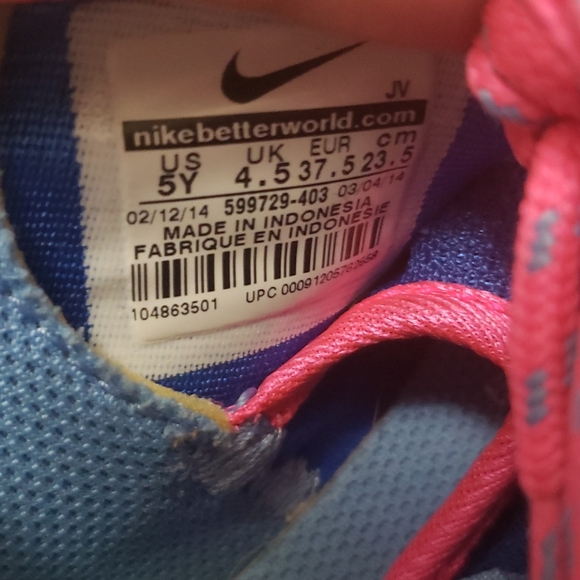 JV
nikebetterworld.com
US UK EUR cm
5Y 4.5 37.5 23.5
02/12/14 599729-403 03/04/14
MADE IN INDONESIA
FABRIQUE EN INDONESIE
104863501 UPC